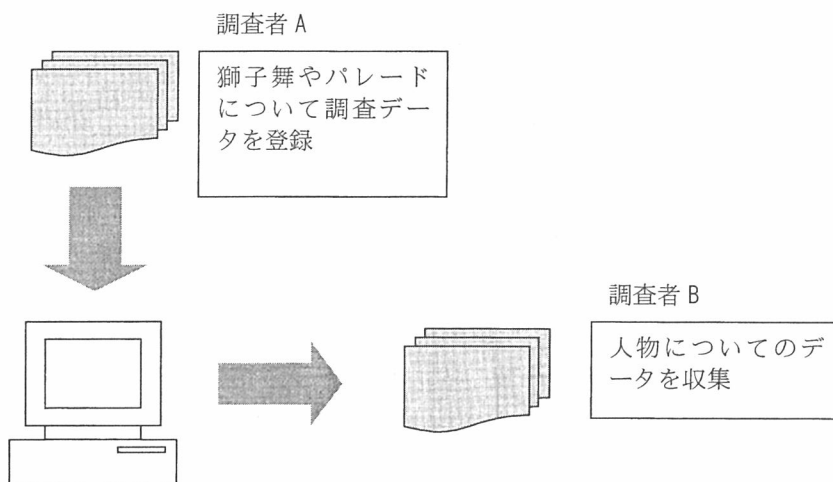 調査者 A
獅子舞やパレード
について調査デー
タを登録
調査者 B
人物についてのデ
ータを収集